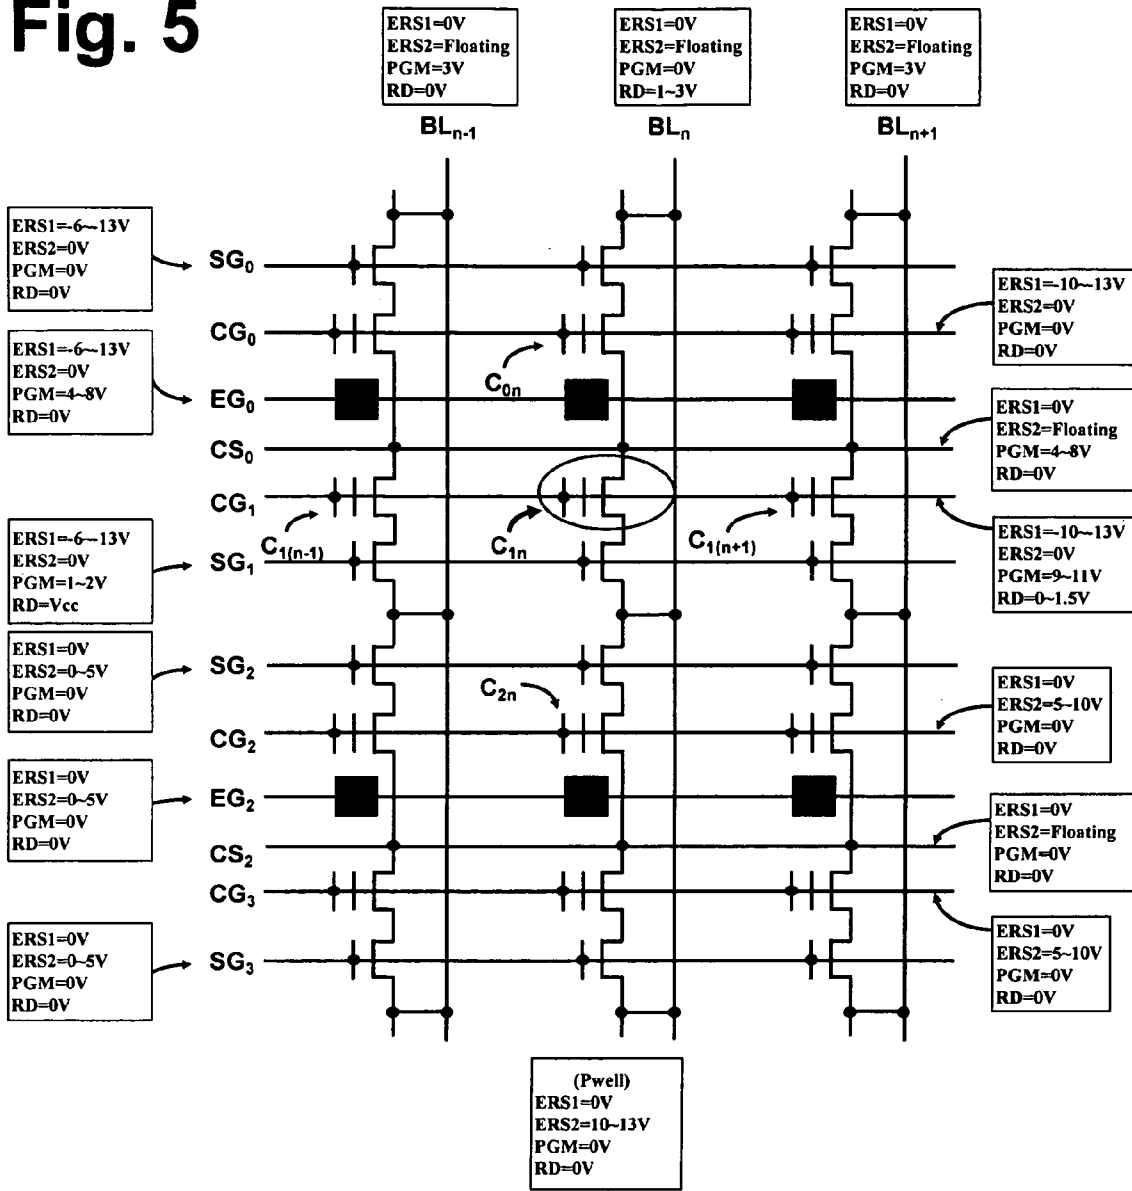 Fig. 5
ERS1=0V
ERS2=Floating
PGM=3V
RD=0V
ERS1=0V
ERS2=Floating
PGM=0V
RD=1~3V
ERS1=0V
ERS2=Floating
PGM=3V
RD=0V
BLn-1
BLn
BLn+1
ERS1=-6~-13V
ERS2=0V
PGM=0V
RD=0V
SG0
ERS1=-10~-13V
ERS2=0V
PGM=0V
RD=0V
CG0
ERS1=-6~-13V
ERS2=0V
PGM=4~8V
RD=0V
C0n
EG0
ERS1=0V
ERS2=Floating
PGM=4~8V
RD=0V
CS0
CG1
C1(n-1)
C1n
C1(n+1)
ERS1=-10~-13V
ERS2=0V
PGM=9~11V
RD=0~1.5V
ERS1=-6~-13V
ERS2=0V
PGM=1~2V
RD=Vcc
SG1
ERS1=0V
ERS2=0~5V
PGM=0V
RD=0V
SG2
C2n
ERS1=0V
ERS2=5~10V
PGM=0V
RD=0V
CG2
ERS1=0V
ERS2=0~5V
PGM=0V
RD=0V
EG2
ERS1=0V
ERS2=Floating
PGM=0V
RD=0V
CS2
CG3
ERS1=0V
ERS2=5~10V
PGM=0V
RD=0V
ERS1=0V
ERS2=0~5V
PGM=0V
RD=0V
SG3
(Pwell)
ERS1=0V
ERS2=10~13V
PGM=0V
RD=0V